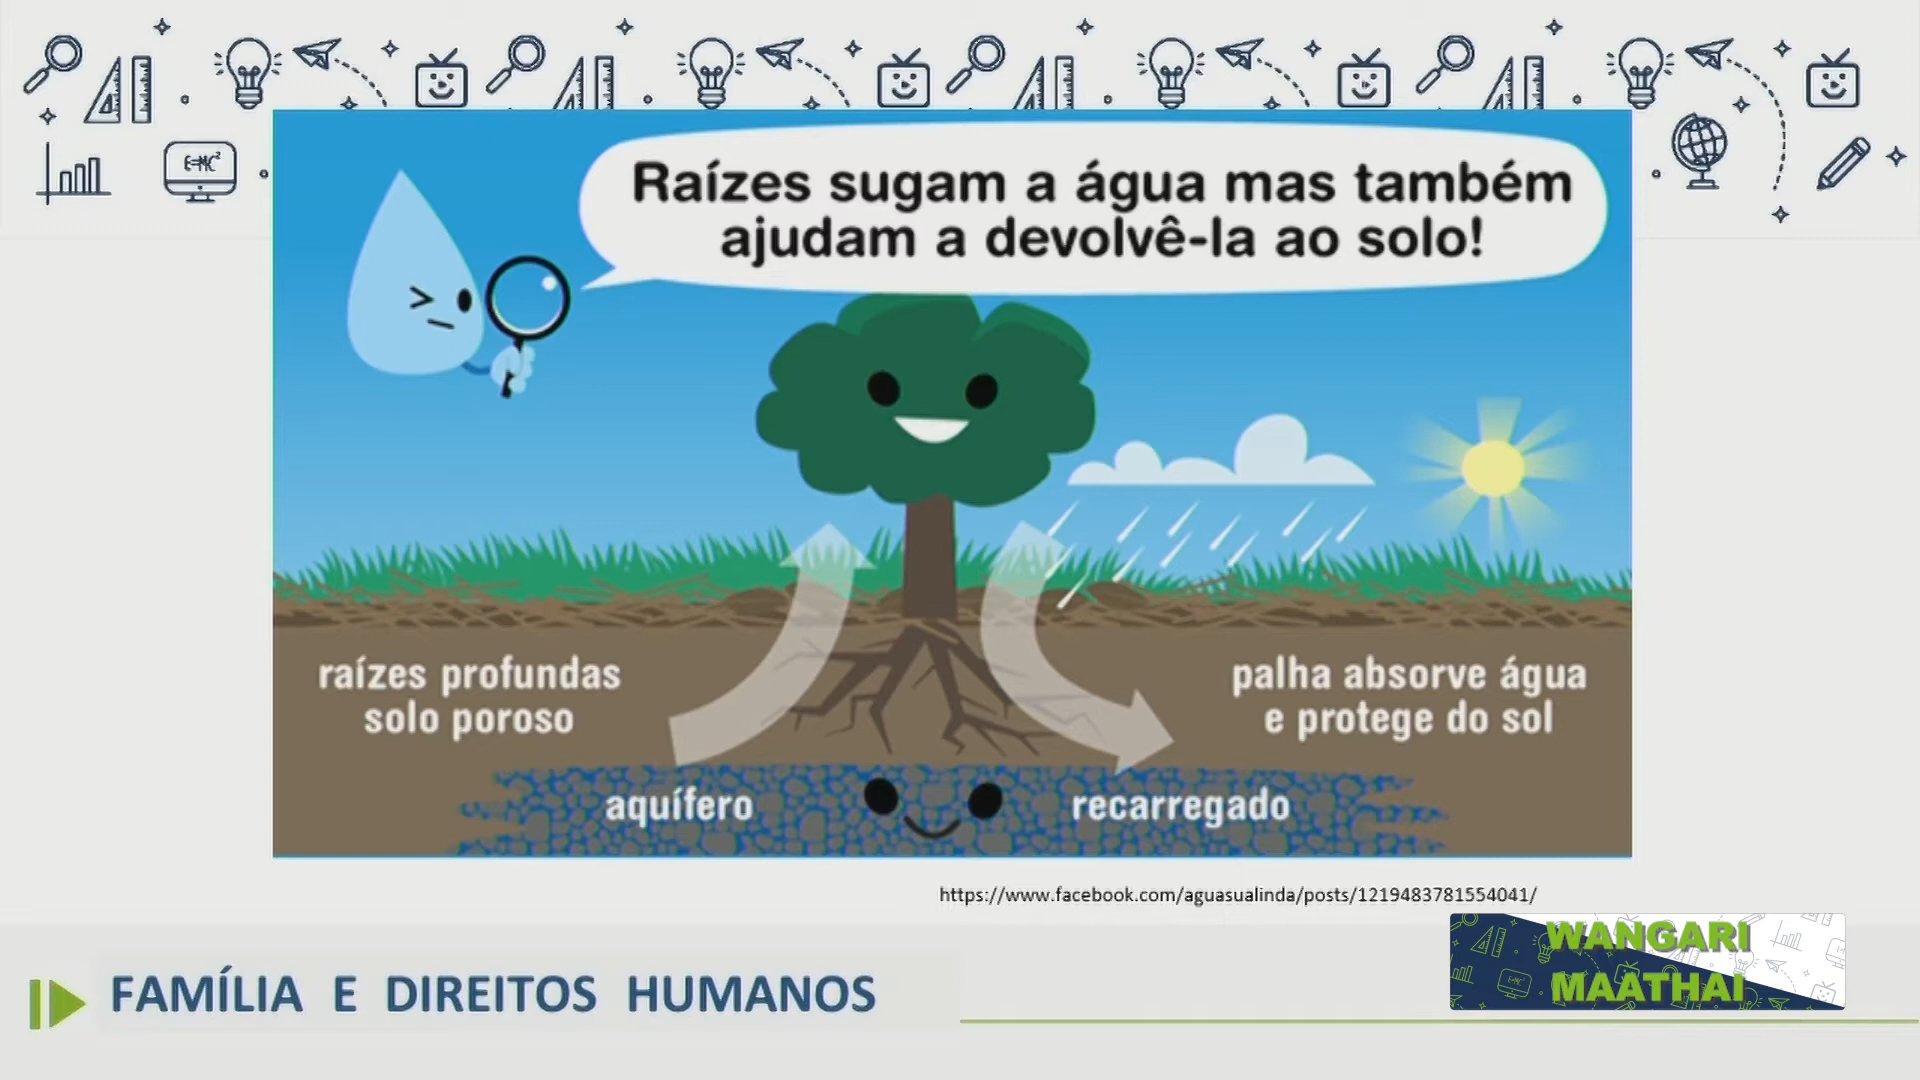 E=MC²
Raízes sugam a água mas também
ajudam a devolvê-la ao solo!
raízes profundas
solo poroso
palha absorve água
e protege do sol
aquífero
recarregado
https://www.facebook.com/aguasualinda/posts/1219483781554041/
WANGARI
MAATHAI
FAMÍLIA E DIREITOS HUMANOS